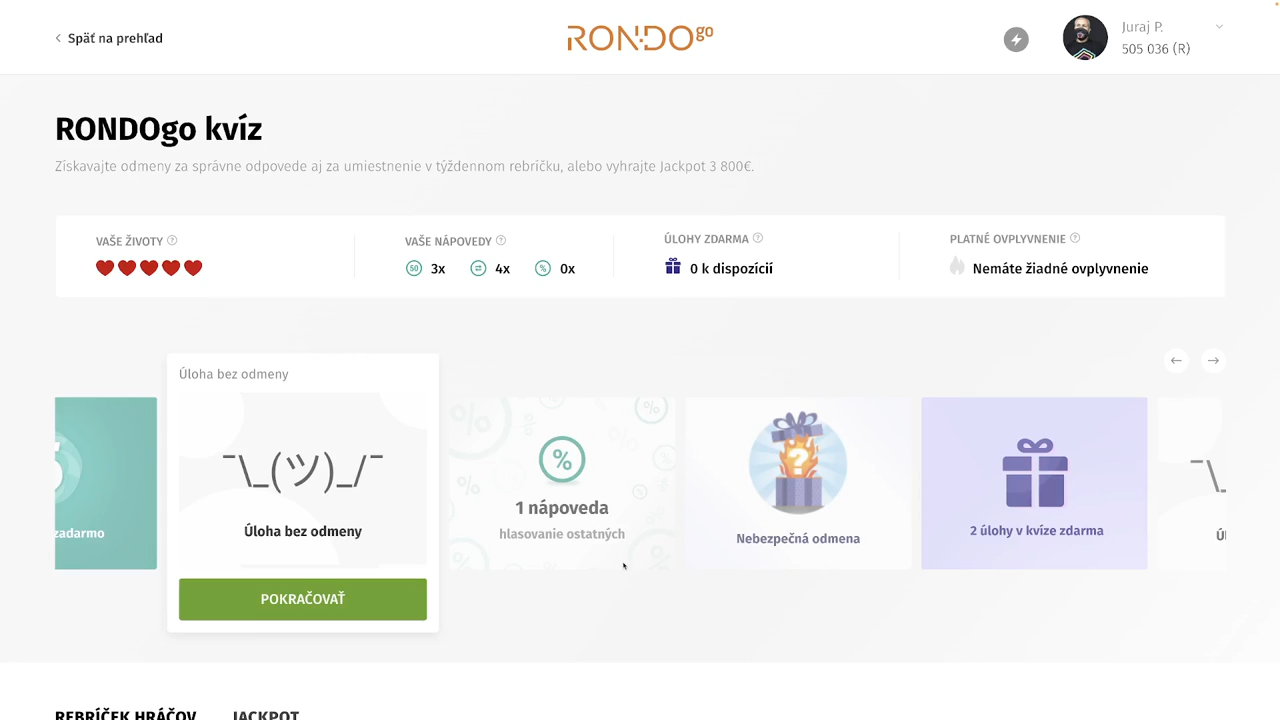 Späť na prehľad
RONDOgo
Juraj P.
505 036 (R)
RONDOgo kvíz
Získavajte odmeny za správne odpovede aj za umiestnenie v týždennom rebríčku, alebo vyhrajte Jackpot 3 800€.
VAŠE ŽIVOTY ?
VAŠE NÁPOVEDY ?
50 3x 4x % 0x
ÚLOHY ZDARMA ?
0 k dispozícií
PLATNÉ OVPLYVNENIE ?
Nemáte žiadné ovplyvnenie
zadarmo
Úloha bez odmeny
¯\_(ツ)_/¯
Úloha bez odmeny
POKRAČOVAŤ
%
1 nápoveda
hlasovanie ostatných
?
Nebezpečná odmena
2 úlohy v kvíze zdarma
¯\_
REBRÍČEK HRÁČOV
JACKPOT